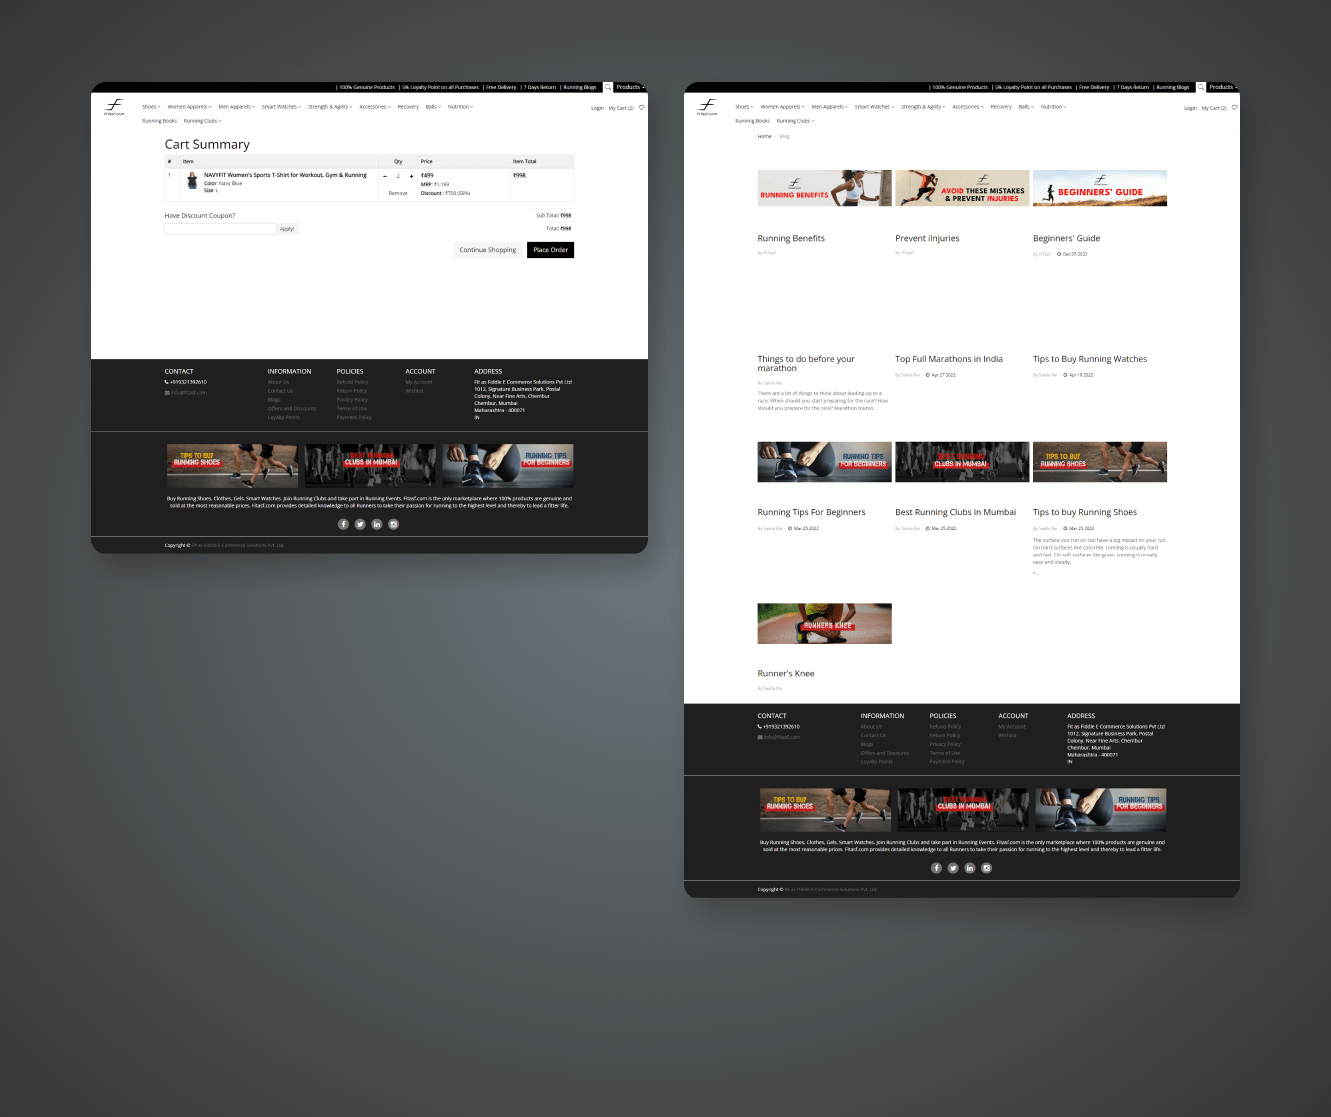 | 100% Genuine Products | 5% Loyalty Point on all Purchases | Free Delivery | 7 Days Return | Running Blogs Products
Fitasf.com
Shoes Women Apparels Men Apparels Smart Watches Strength & Agility Accessories Recovery Balls Nutrition
Login My Cart (2)
Running Books Running Clubs
Cart Summary
# Item Qty Price Item Total
1 NAVYFIT Women's Sports T-Shirt for Workout, Gym & Running - 2 + ₹499 ₹998
Color: Navy Blue MRP: ₹1,199
Size: L
Remove Discount : ₹700 (58%)
Have Discount Coupon? Sub Total: ₹998
Apply! Total: ₹998
Continue Shopping Place Order
CONTACT INFORMATION POLICIES ACCOUNT ADDRESS
+919321392610
info@fitasf.com
About Us
Contact Us
Blogs
Offers and Discounts
Loyalty Points
Refund Policy
Return Policy
Privacy Policy
Terms of Use
Payment Policy
My Account
Wishlist
Fit as Fiddle E Commerce Solutions Pvt Ltd
1012, Signature Business Park, Postal
Colony, Near Fine Arts, Chembur
Chembur, Mumbai
Maharashtra - 400071
IN
TIPS TO BUY
RUNNING SHOES
BEST RUNNING
CLUBS IN MUMBAI
RUNNING TIPS
FOR BEGINNERS
Buy Running Shoes, Clothes, Gels, Smart Watches. Join Running Clubs and take part in Running Events. Fitasf.com is the only marketplace where 100% products are genuine and
sold at the most reasonable prices. Fitasf.com provides detailed knowledge to all Runners to take their passion for running to the highest level and thereby to lead a fitter life.
Copyright © Fit as Fiddle E-Commerce Solutions Pvt. Ltd.
| 100% Genuine Products | 5% Loyalty Point on all Purchases | Free Delivery | 7 Days Return | Running Blogs Products
Fitasf.com
Shoes Women Apparels Men Apparels Smart Watches Strength & Agility Accessories Recovery Balls Nutrition
Login My Cart (2)
Running Books Running Clubs
Home / Blog
RUNNING BENEFITS
AVOID THESE MISTAKES
& PREVENT INJURIES
BEGINNERS' GUIDE
Running Benefits
By FITasF
Prevent iInjuries
By FITasF
Beginners' Guide
By FITasF Dec 05 2022
Things to do before your
marathon
By Sakila Rai
There are a lot of things to think about leading up to a
race. When should you start preparing for the race? How
should you prepare for the race? Marathon trainin...
Top Full Marathons in India
By Sakila Rai Apr 27 2022
Tips to Buy Running Watches
By Sakila Rai Apr 19 2022
RUNNING TIPS
FOR BEGINNERS
BEST RUNNING
CLUBS IN MUMBAI
TIPS TO BUY
RUNNING SHOES
Running Tips For Beginners
By Sakila Rai Mar 25 2022
Best Running Clubs in Mumbai
By Sakila Rai Mar 25 2022
Tips to buy Running Shoes
By Sakila Rai Mar 25 2022
The surface you run on can have a big impact on your run.
On hard surfaces like concrete, running is usually hard
and fast. On soft surfaces like grass, running is usually
easy and steady.
RUNNERS KNEE
Runner's Knee
By Sakila Rai
CONTACT INFORMATION POLICIES ACCOUNT ADDRESS
+919321392610
info@fitasf.com
About Us
Contact Us
Blogs
Offers and Discounts
Loyalty Points
Refund Policy
Return Policy
Privacy Policy
Terms of Use
Payment Policy
My Account
Wishlist
Fit as Fiddle E Commerce Solutions Pvt Ltd
1012, Signature Business Park, Postal
Colony, Near Fine Arts, Chembur
Chembur, Mumbai
Maharashtra - 400071
IN
TIPS TO BUY
RUNNING SHOES
BEST RUNNING
CLUBS IN MUMBAI
RUNNING TIPS
FOR BEGINNERS
Buy Running Shoes, Clothes, Gels, Smart Watches. Join Running Clubs and take part in Running Events. Fitasf.com is the only marketplace where 100% products are genuine and
sold at the most reasonable prices. Fitasf.com provides detailed knowledge to all Runners to take their passion for running to the highest level and thereby to lead a fitter life.
Copyright © Fit as Fiddle E-Commerce Solutions Pvt. Ltd.